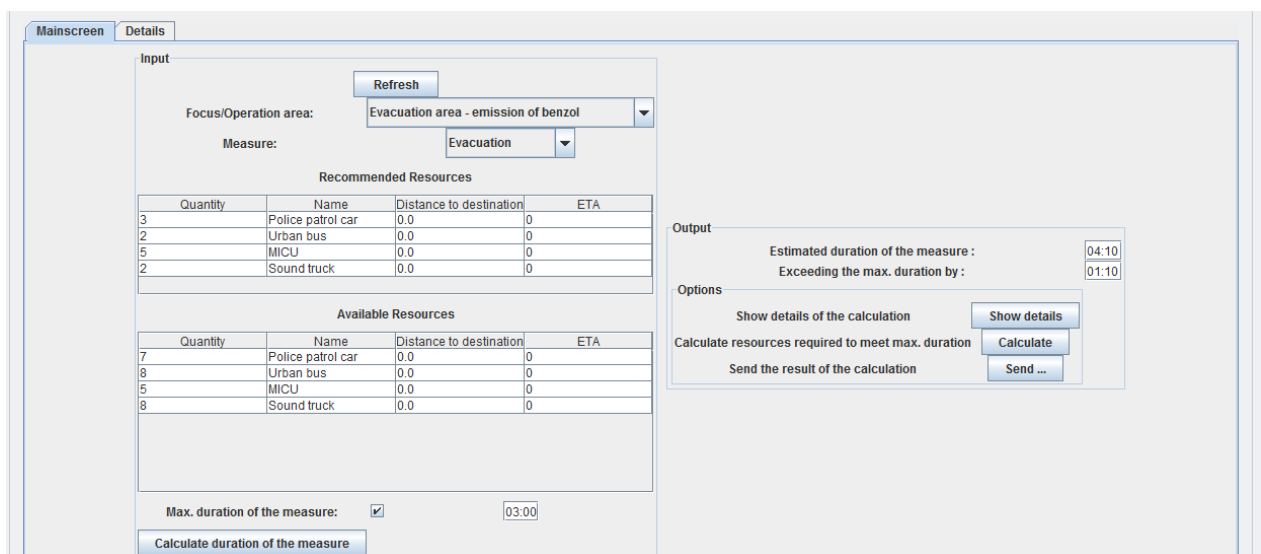 Mainscreen Details
Input
Refresh
Focus/Operation area: Evacuation area - emission of benzol
Measure: Evacuation
Recommended Resources
Quantity Name Distance to destination ETA
3 Police patrol car 0.0 0
2 Urban bus 0.0 0
5 MICU 0.0 0
2 Sound truck 0.0 0
Available Resources
Quantity Name Distance to destination ETA
7 Police patrol car 0.0 0
8 Urban bus 0.0 0
5 MICU 0.0 0
8 Sound truck 0.0 0
Max. duration of the measure: 03:00
Calculate duration of the measure
Output
Estimated duration of the measure : 04:10
Exceeding the max. duration by : 01:10
Options
Show details of the calculation Show details
Calculate resources required to meet max. duration Calculate
Send the result of the calculation Send ...